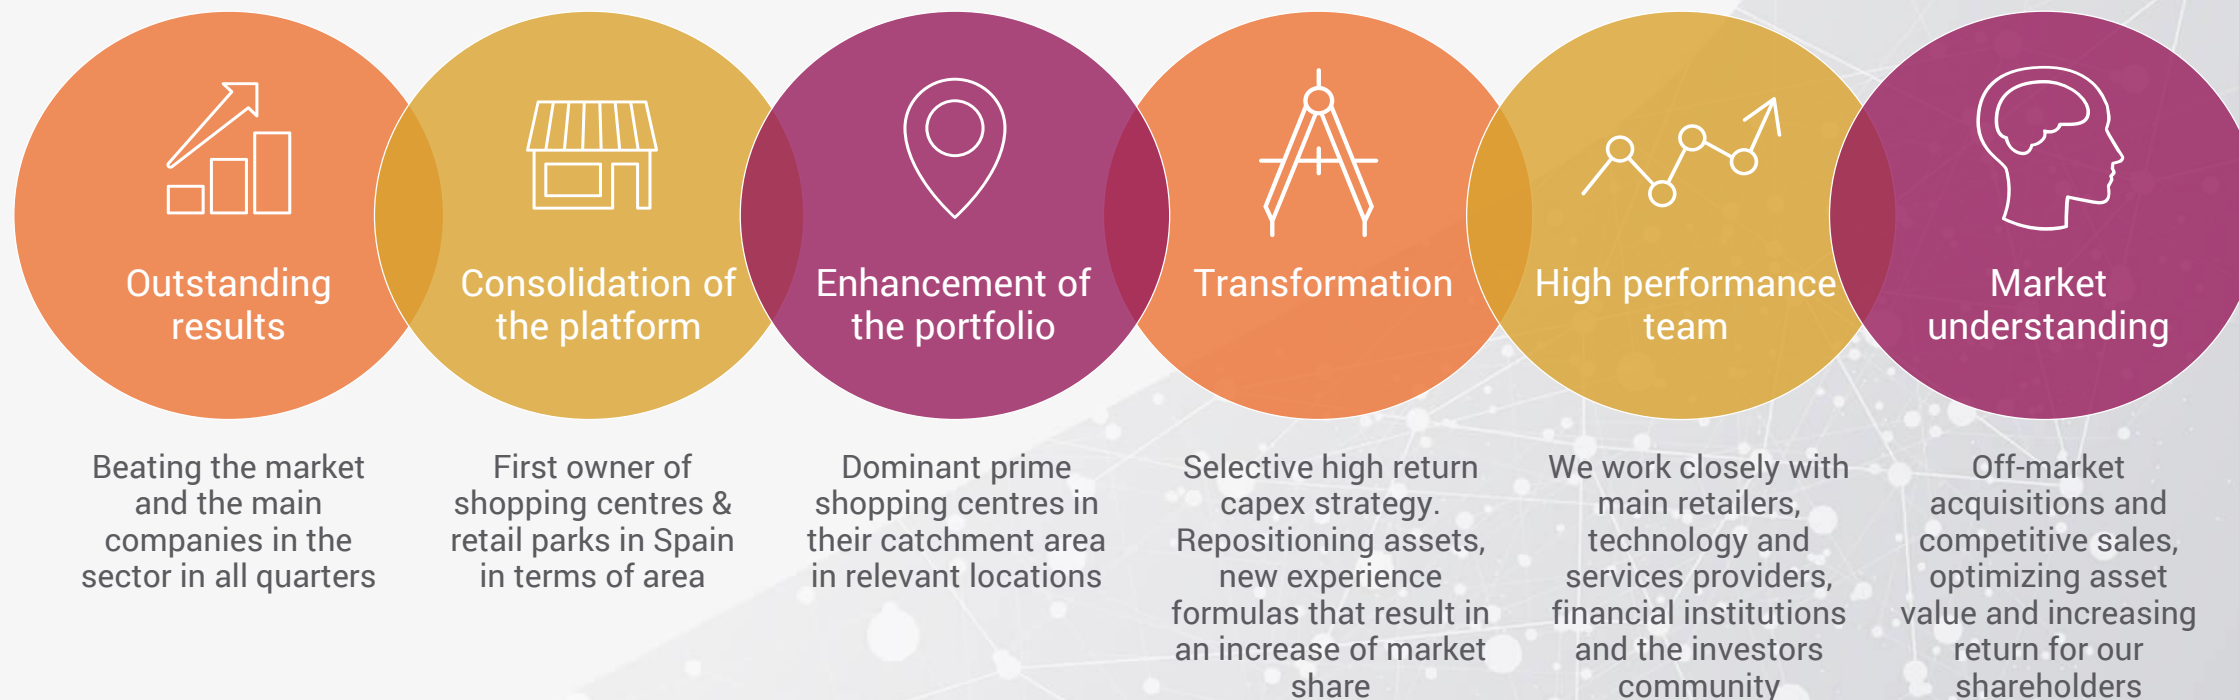 Outstanding
results
Consolidation of
the platform
Enhancement of
the portfolio
Transformation
High performance
team
Market
understanding
Beating the market
and the main
companies in the
sector in all quarters
First owner of
shopping centres &
retail parks in Spain
in terms of area
Dominant prime
shopping centres in
their catchment area
in relevant locations
Selective high return
capex strategy.
Repositioning assets,
new experience
formulas that result in
an increase of market
share
We work closely with
main retailers,
technology and
services providers,
financial institutions
and the investors
community
Off-market
acquisitions and
competitive sales,
optimizing asset
value and increasing
return for our
shareholders